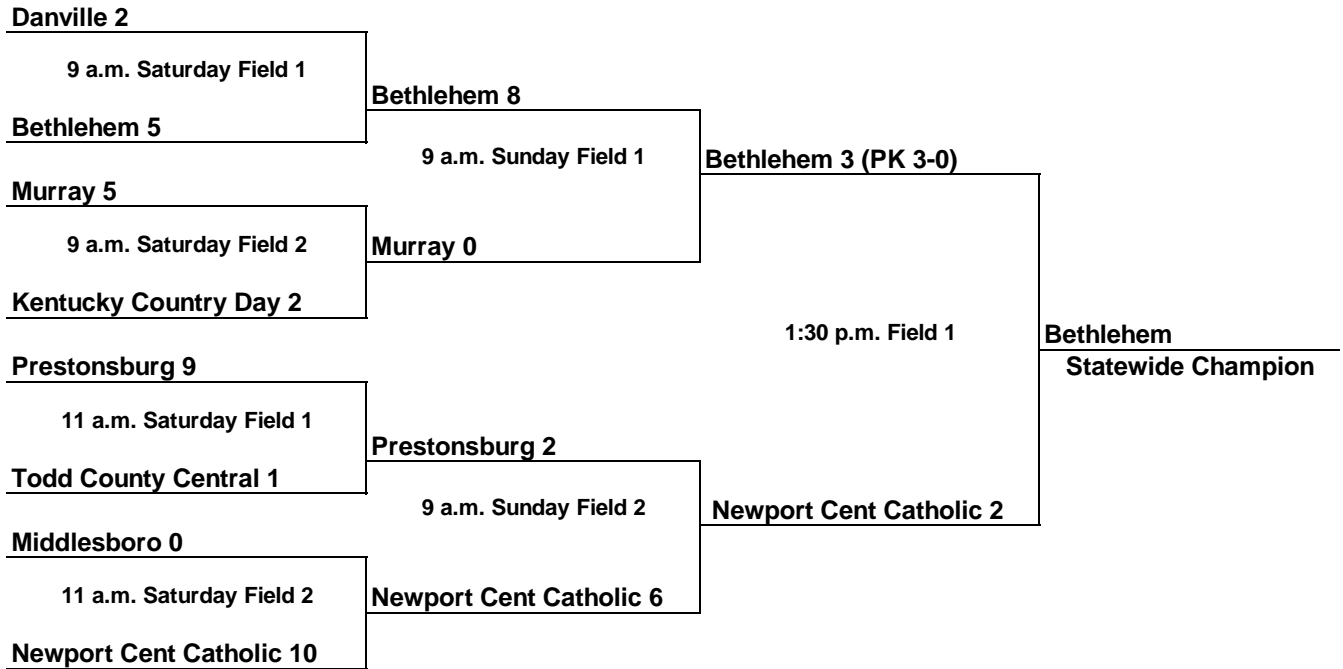 Danville 2
9 a.m. Saturday Field 1
Bethlehem 8
Bethlehem 5
9 a.m. Sunday Field 1
Bethlehem 3 (PK 3-0)
Murray 5
9 a.m. Saturday Field 2
Murray 0
Kentucky Country Day 2
1:30 p.m. Field 1
Bethlehem
Statewide Champion
Prestonsburg 9
11 a.m. Saturday Field 1
Prestonsburg 2
Todd County Central 1
9 a.m. Sunday Field 2
Newport Cent Catholic 2
Middlesboro 0
11 a.m. Saturday Field 2
Newport Cent Catholic 6
Newport Cent Catholic 10